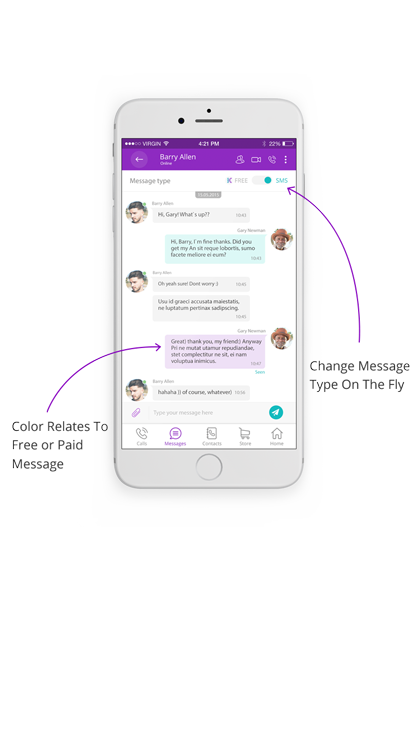 VIRGIN 4:21 PM 22%
Barry Allen
Online
Message type K FREE SMS
Barry Allen
Hi, Gary! What`s up?? 10:43
Gary Newman
Hi, Barry, I`m fine thanks. Did you
get my An sit reque lobortis, sumo
facete meliore ei eum?
10:43
Barry Allen
Oh yeah sure! Dont worry :) 10:45
Usu id graeci accusata maiestatis,
ne luptatum pertinax sadipscing.
10:45
Gary Newman
Great) thank you, my friend:) Anyway
Pri ne mutat utamur repudiandae,
stet complectitur ne sit, ei nam
voluptua inimicus.
10:47
Seen
Barry Allen
hahaha )) of course, whatever! 10:56
Type your message here
Calls Messages Contacts Store Home
Change Message
Type On The Fly
Color Relates To
Free or Paid
Message